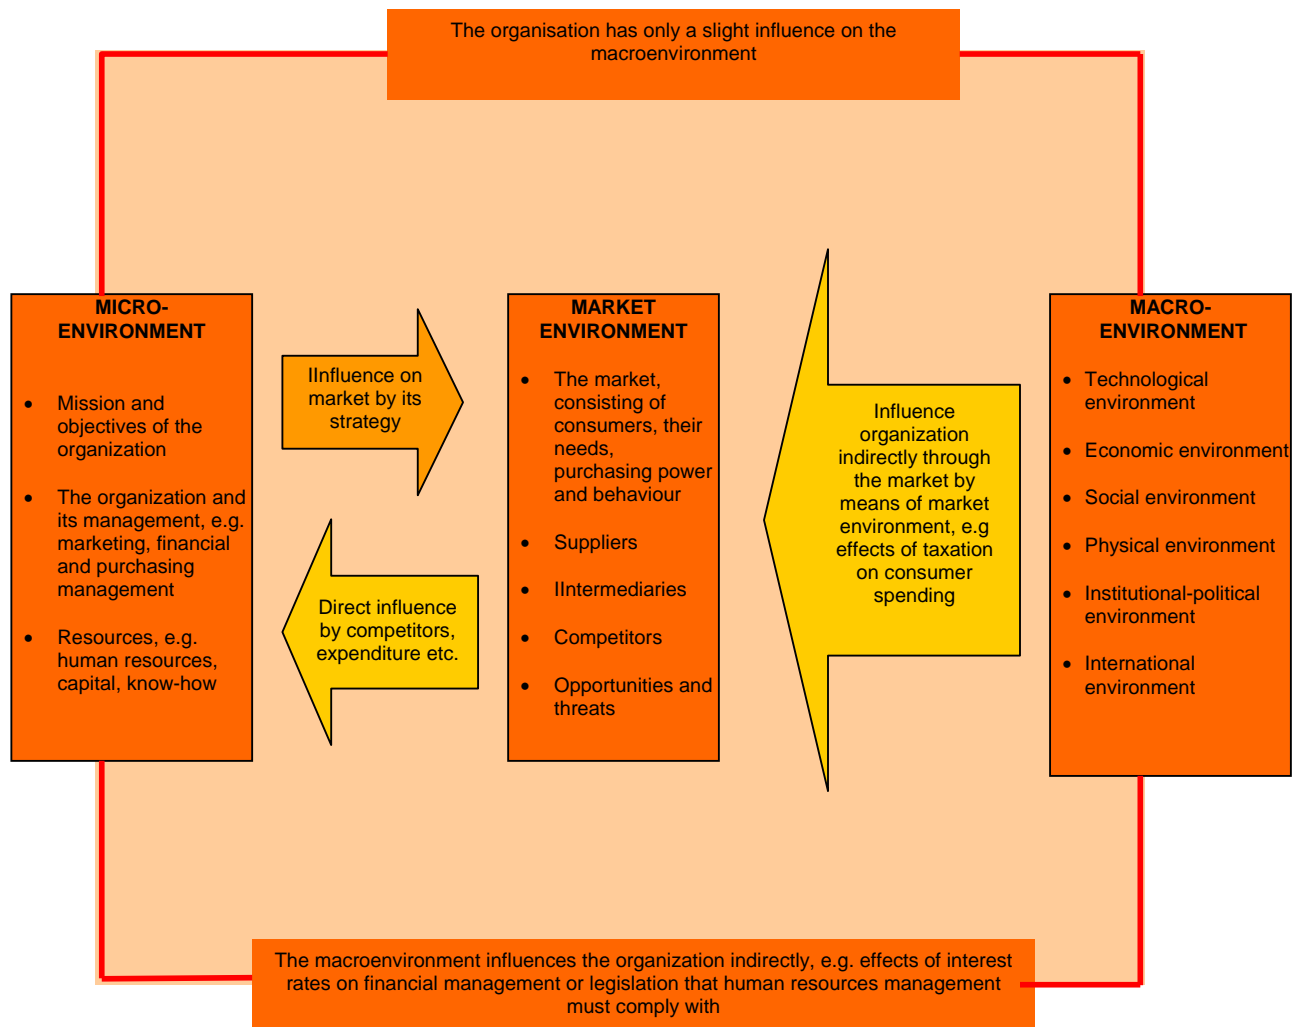 The organisation has only a slight influence on the
macroenvironment
MICRO-
ENVIRONMENT
• Mission and
objectives of the
organization
• The organization and
its management, e.g.
marketing, financial
and purchasing
management
• Resources, e.g.
human resources,
capital, know-how
IInfluence on
market by its
strategy
Direct influence
by competitors,
expenditure etc.
MARKET
ENVIRONMENT
• The market,
consisting of
consumers, their
needs,
purchasing power
and behaviour
• Suppliers
• IIntermediaries
• Competitors
• Opportunities and
threats
Influence
organization
indirectly through
the market by
means of market
environment, e.g
effects of taxation
on consumer
spending
MACRO-
ENVIRONMENT
• Technological
environment
• Economic environment
• Social environment
• Physical environment
• Institutional-political
environment
• International
environment
The macroenvironment influences the organization indirectly, e.g. effects of interest
rates on financial management or legislation that human resources management
must comply with